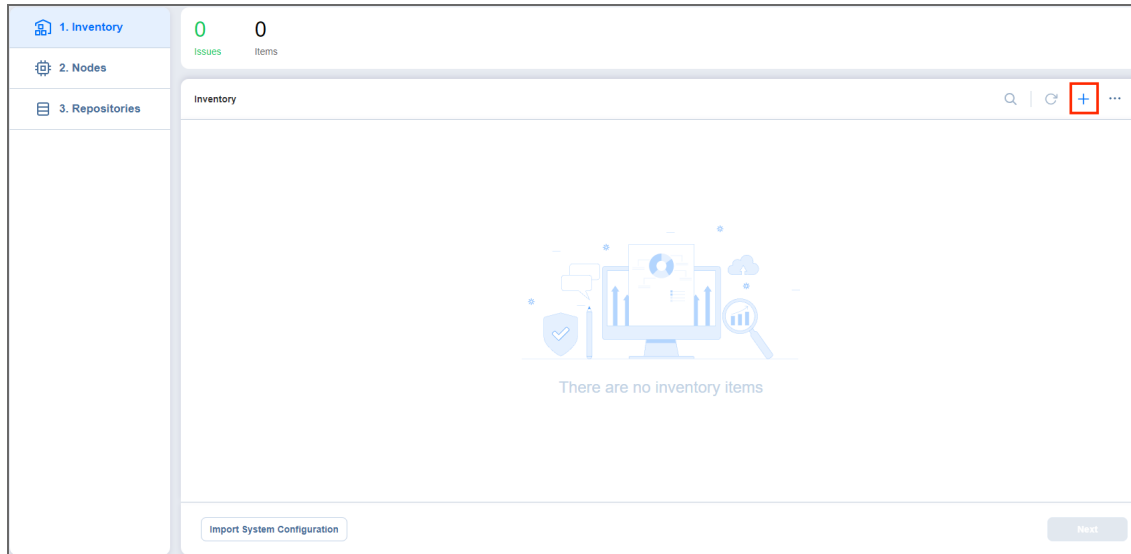 1. Inventory
2. Nodes
3. Repositories
0 0
Issues Items
Inventory
There are no inventory items
Import System Configuration
Next